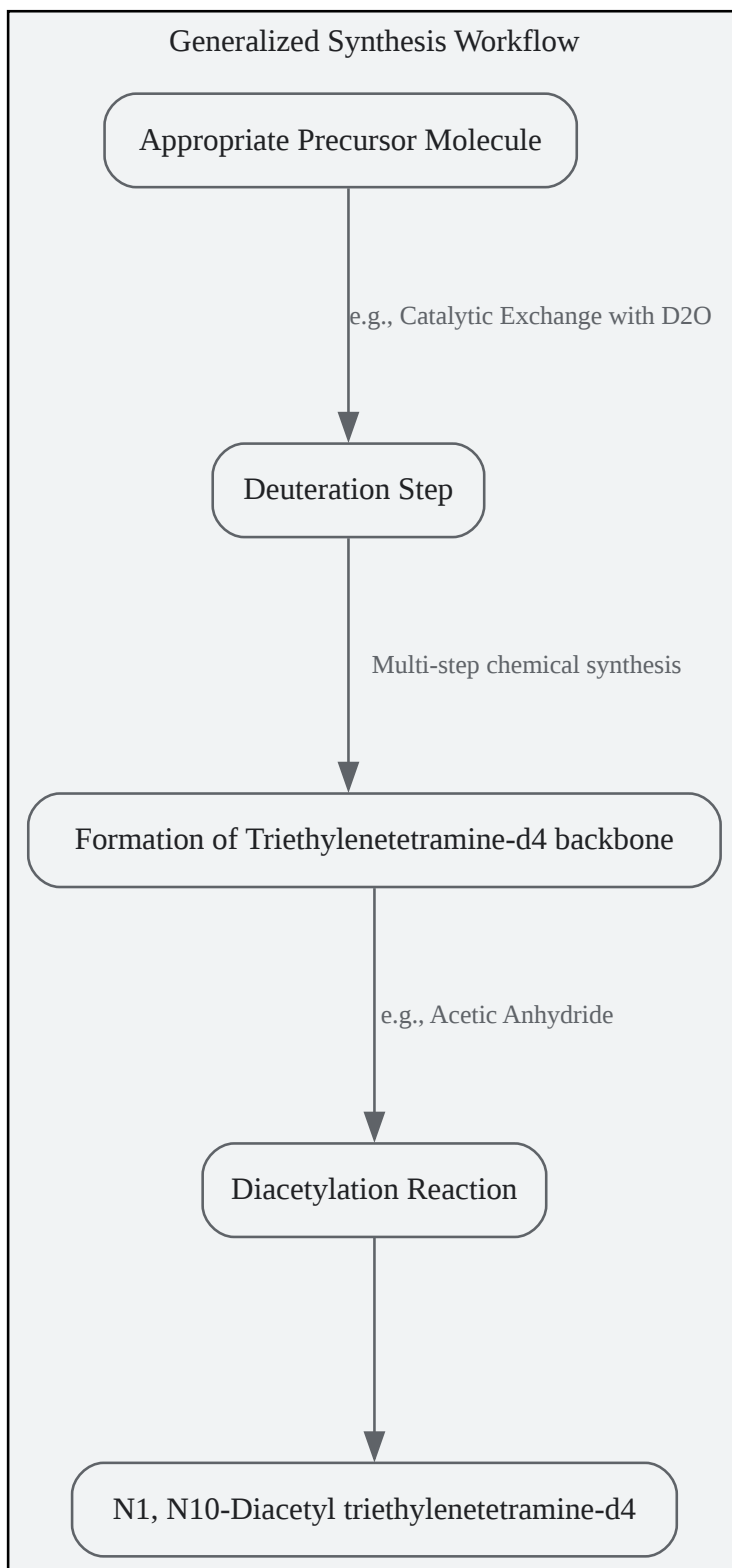 Generalized Synthesis Workflow
Appropriate Precursor Molecule
e.g., Catalytic Exchange with D2O
Deuteration Step
Multi-step chemical synthesis
Formation of Triethylenetetramine-d4 backbone
e.g., Acetic Anhydride
Diacetylation Reaction
N1, N10-Diacetyl triethylenetetramine-d4